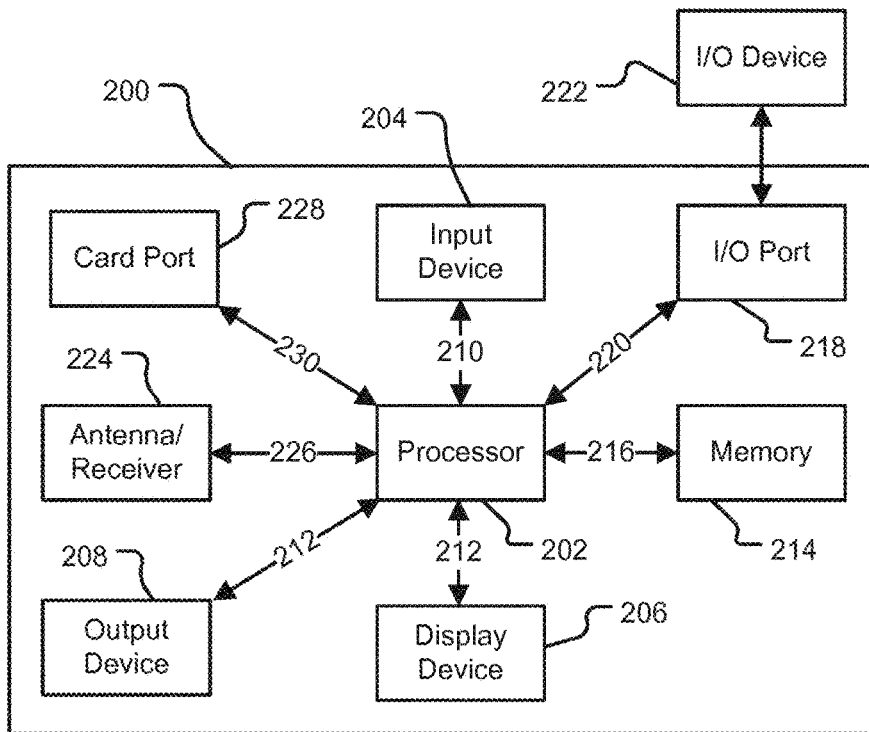 I/O Device
222
200
204
228
Card Port
Input
Device
I/O Port
218
230
210
220
224
Antenna/
Receiver
226
Processor
216
Memory
214
212
212
202
208
Output
Device
Display
Device
206